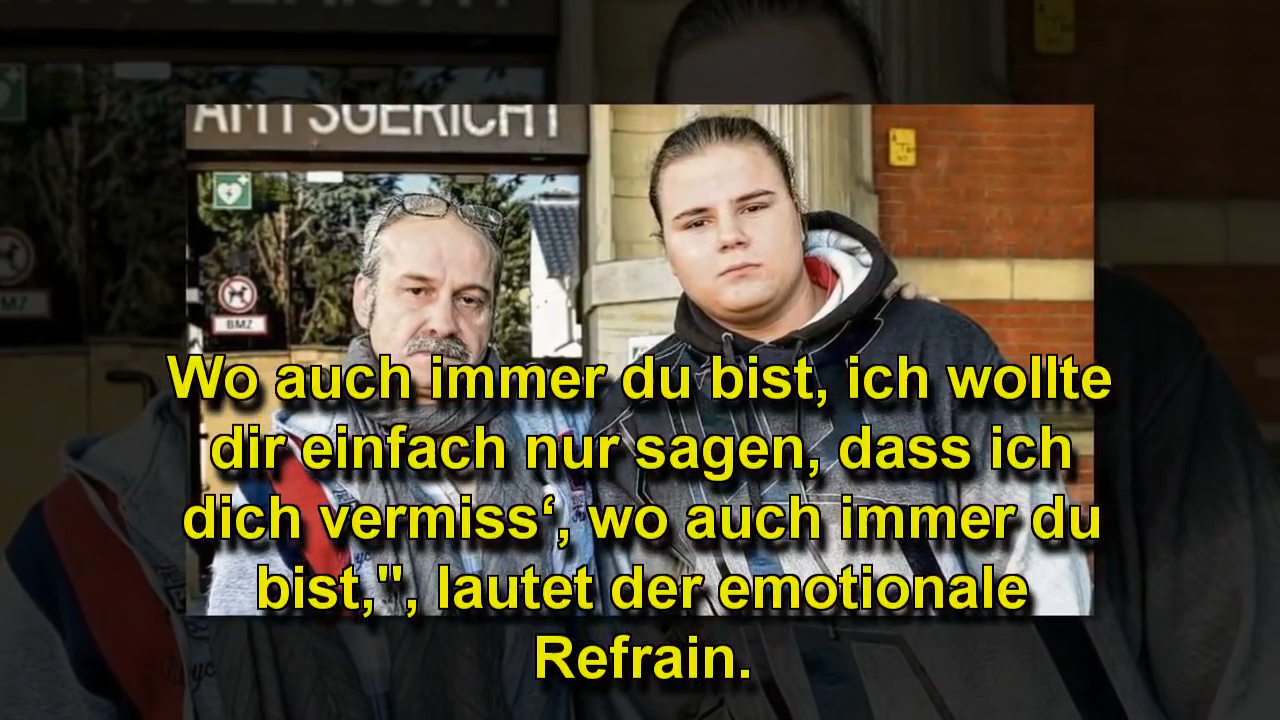 AMTSGERICHT
BMZ
Wo auch immer du bist, ich wollte
dir einfach nur sagen, dass ich
dich vermiss‘, wo auch immer du
bist,", lautet der emotionale
Refrain.